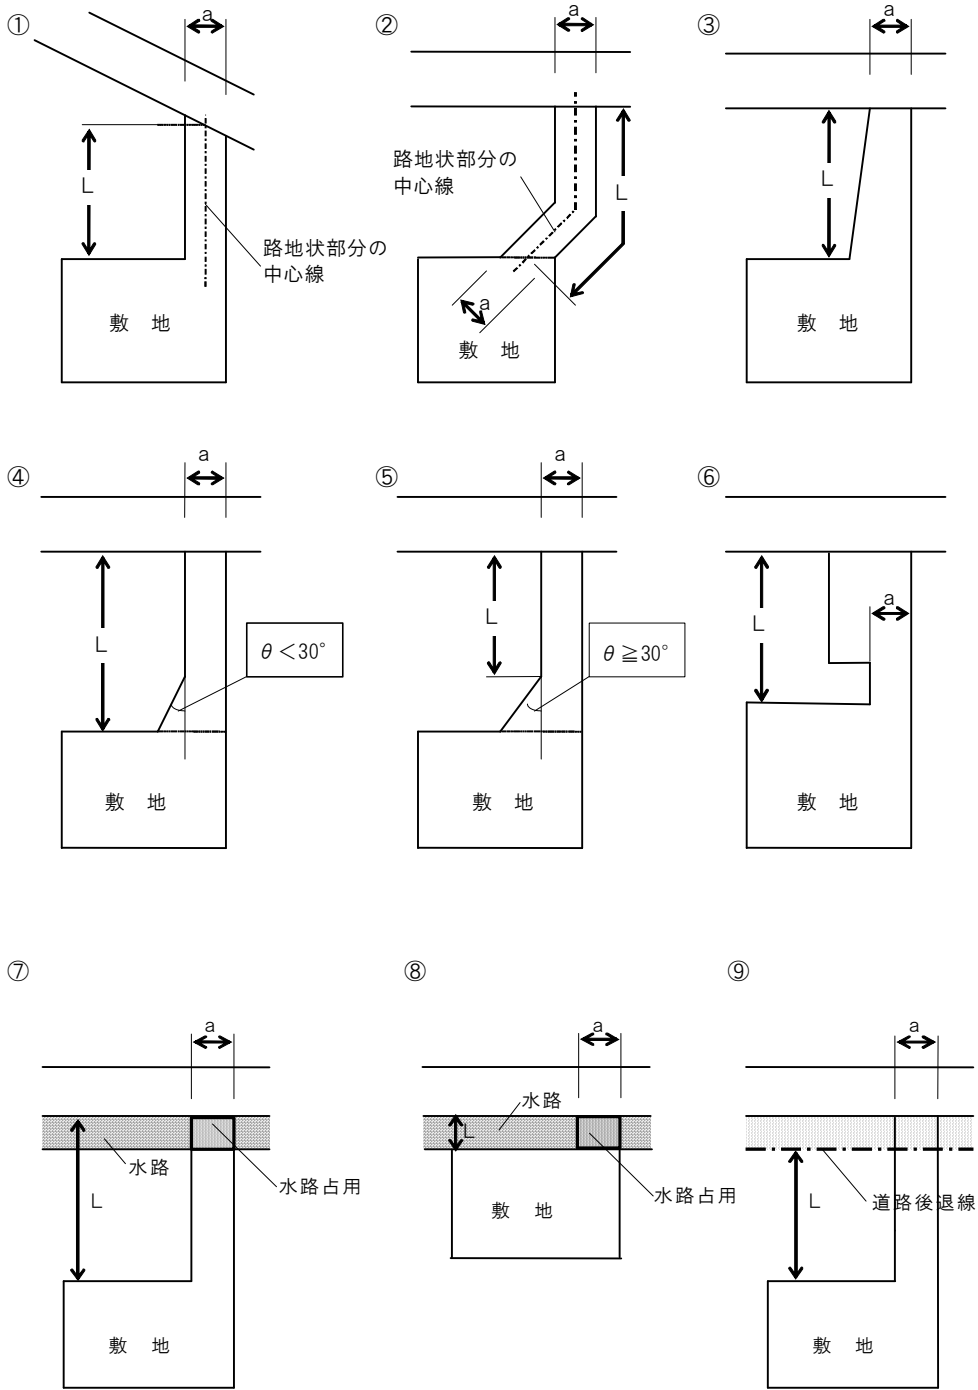 ①
a
L
路地状部分の
中心線
敷 地
②
a
路地状部分の
中心線
L
a
敷 地
③
a
L
敷 地
④
a
L
θ<30°
敷 地
⑤
a
L
θ≧30°
敷 地
⑥
a
L
敷 地
⑦
a
水路
水路占用
L
敷 地
⑧
a
水路
L
水路占用
敷 地
⑨
a
L
道路後退線
敷 地